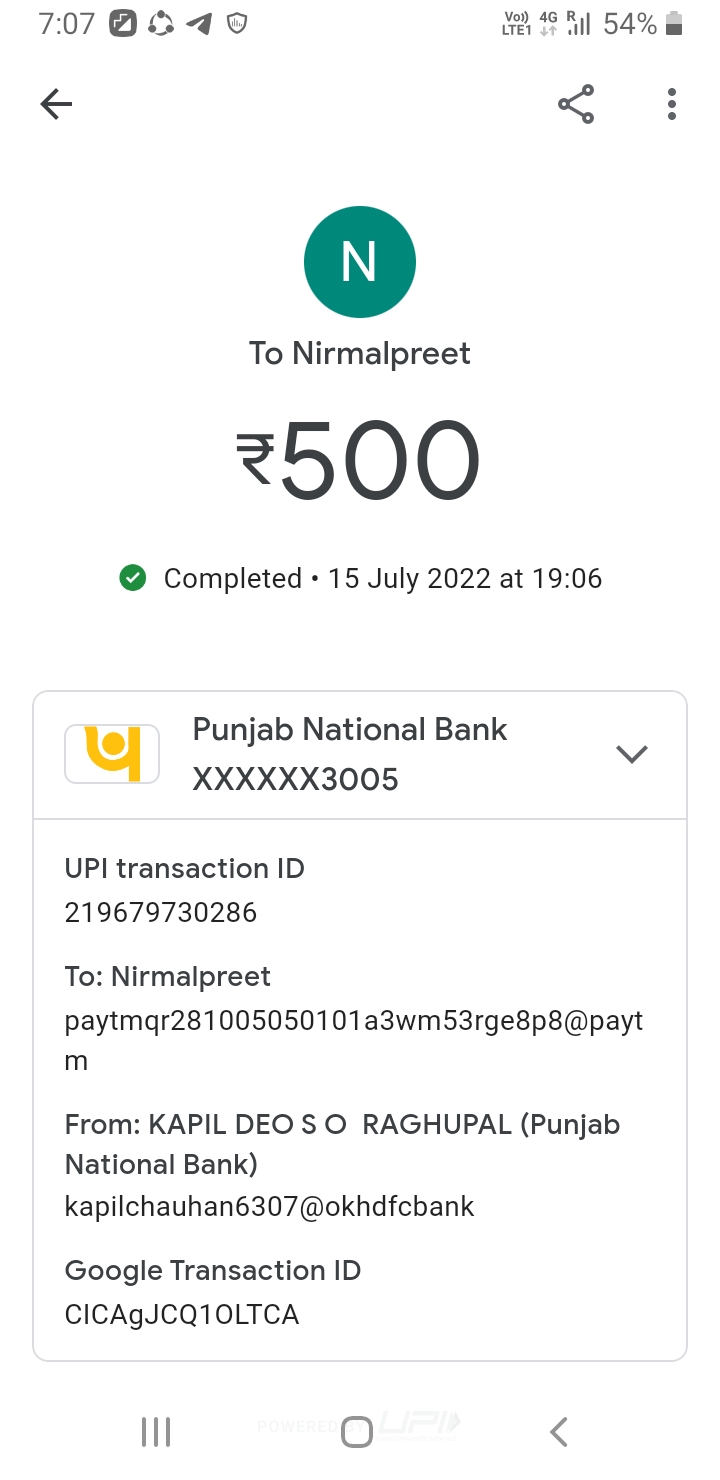 7:07 Vo)) LTE1 4G R 54%
N
To Nirmalpreet
₹500
Completed • 15 July 2022 at 19:06
Punjab National Bank
XXXXXX3005
UPI transaction ID
219679730286
To: Nirmalpreet
paytmqr281005050101a3wm53rge8p8@payt
m
From: KAPIL DEO S O  RAGHUPAL (Punjab
National Bank)
kapilchauhan6307@okhdfcbank
Google Transaction ID
CICAgJCQ1OLTCA
POWERED BY UPI